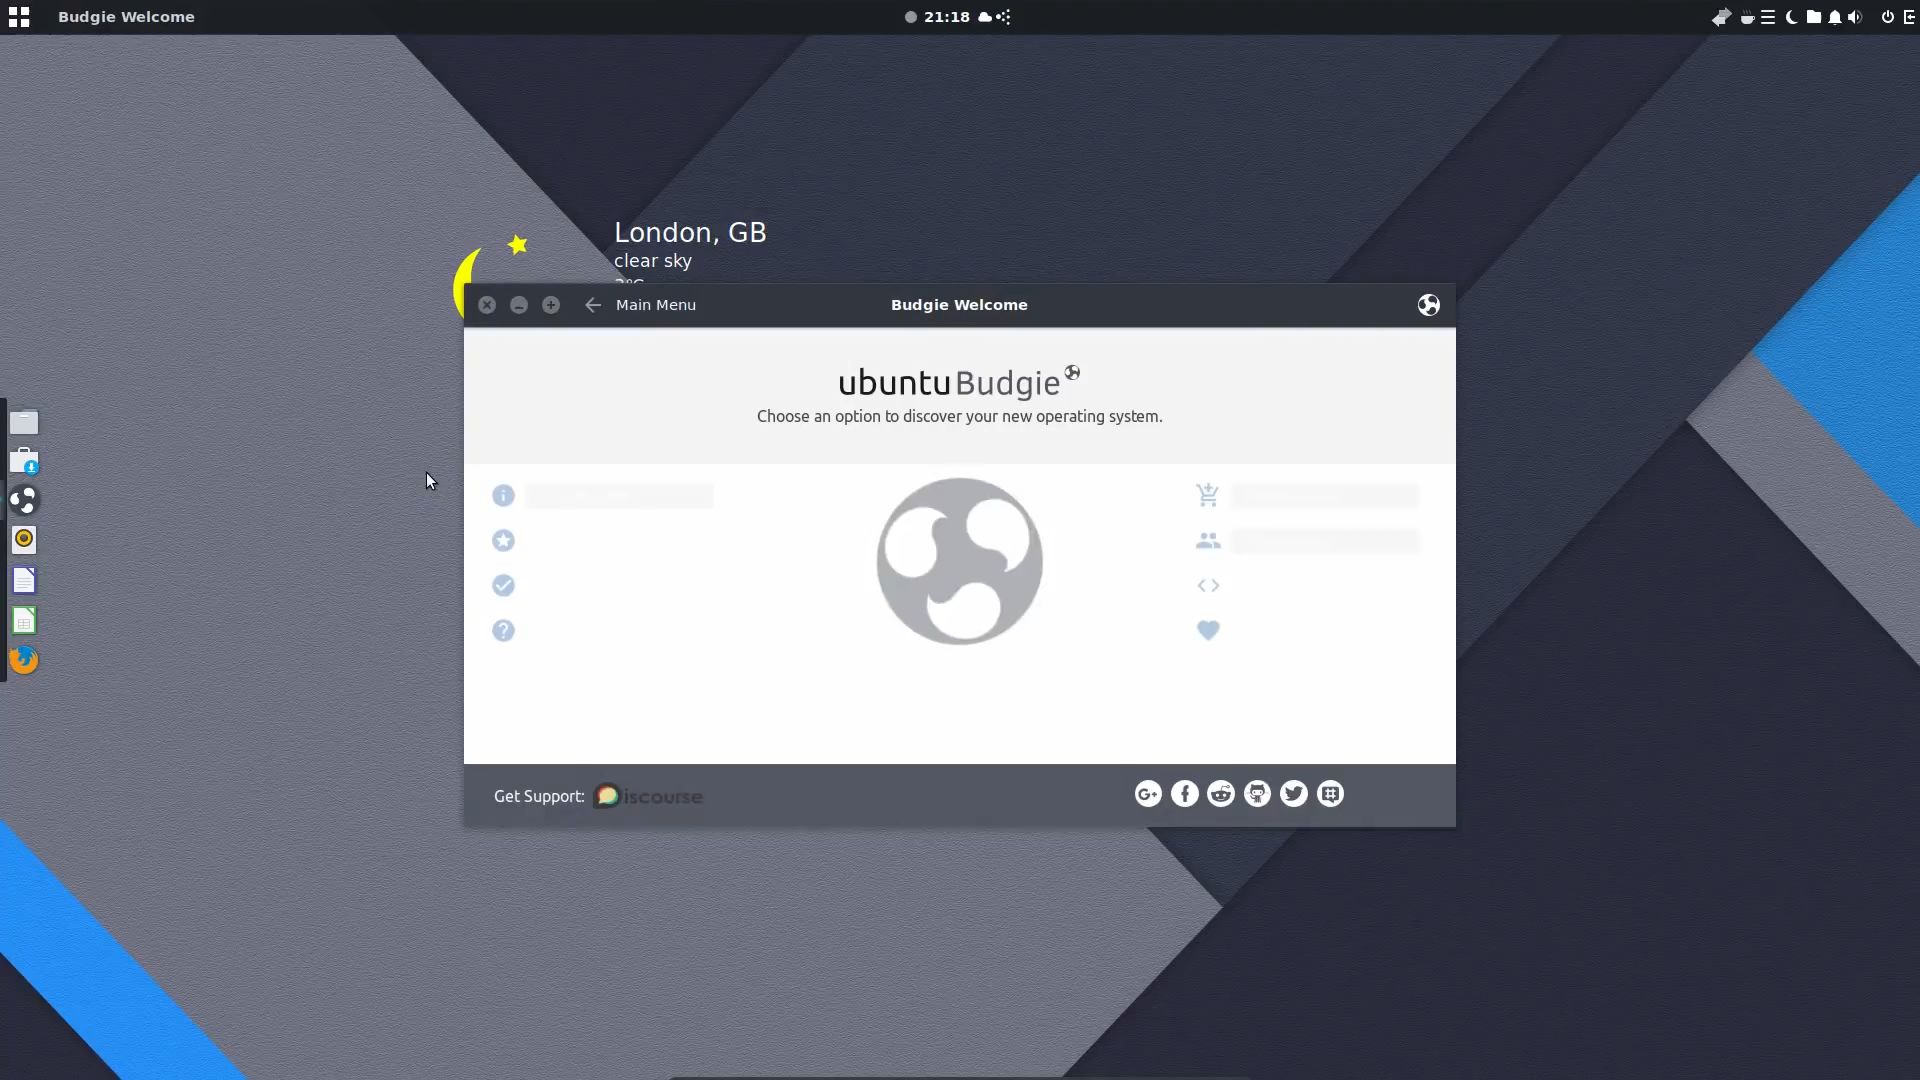 Budgie Welcome
21:18
London, GB
clear sky
Main Menu
Budgie Welcome
ubuntu Budgie
Choose an option to discover your new operating system.
Get Support: iscourse
G+